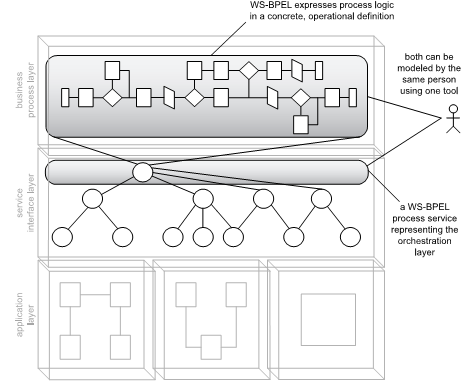 WS-BPEL expresses process logic
in a concrete, operational definition
both can be
modeled by the
same person
using one tool
business
process layer
service
interface layer
a WS-BPEL
process service
representing the
orchestration
layer
application
layer